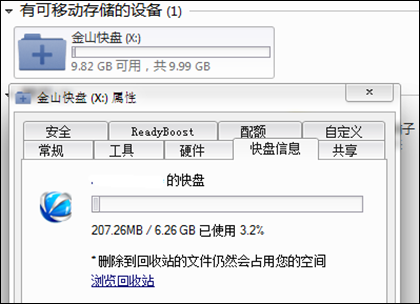 有可移动存储的设备 (1)
金山快盘 (X:)
9.82 GB 可用，共 9.99 GB
金山快盘 (X:) 属性
子
安全 ReadyBoost 配额 自定义
常规 工具 硬件 快盘信息 共享
的快盘
207.26MB / 6.26 GB 已使用 3.2%
*删除到回收站的文件仍然会占用您的空间
浏览回收站